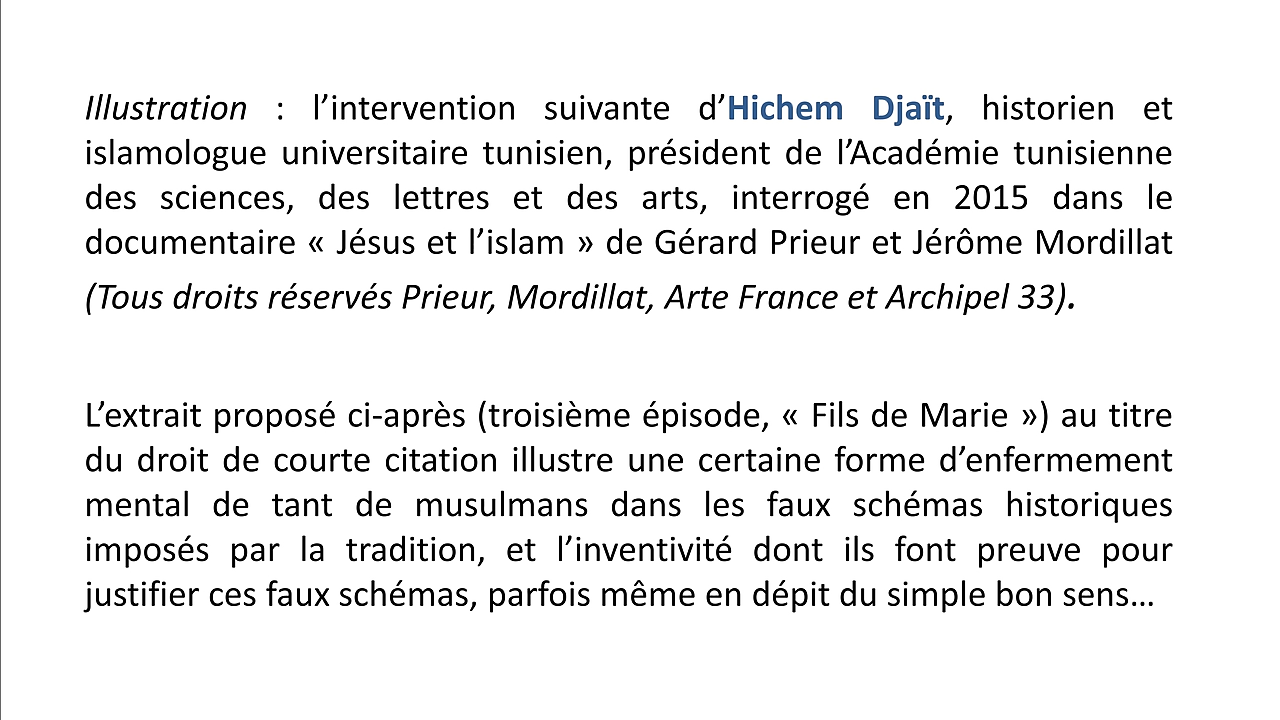 Illustration : l’intervention suivante d’Hichem Djaït, historien et
islamologue universitaire tunisien, président de l’Académie tunisienne
des sciences, des lettres et des arts, interrogé en 2015 dans le
documentaire « Jésus et l’islam » de Gérard Prieur et Jérôme Mordillat
(Tous droits réservés Prieur, Mordillat, Arte France et Archipel 33).
L’extrait proposé ci-après (troisième épisode, « Fils de Marie ») au titre
du droit de courte citation illustre une certaine forme d’enfermement
mental de tant de musulmans dans les faux schémas historiques
imposés par la tradition, et l’inventivité dont ils font preuve pour
justifier ces faux schémas, parfois même en dépit du simple bon sens…